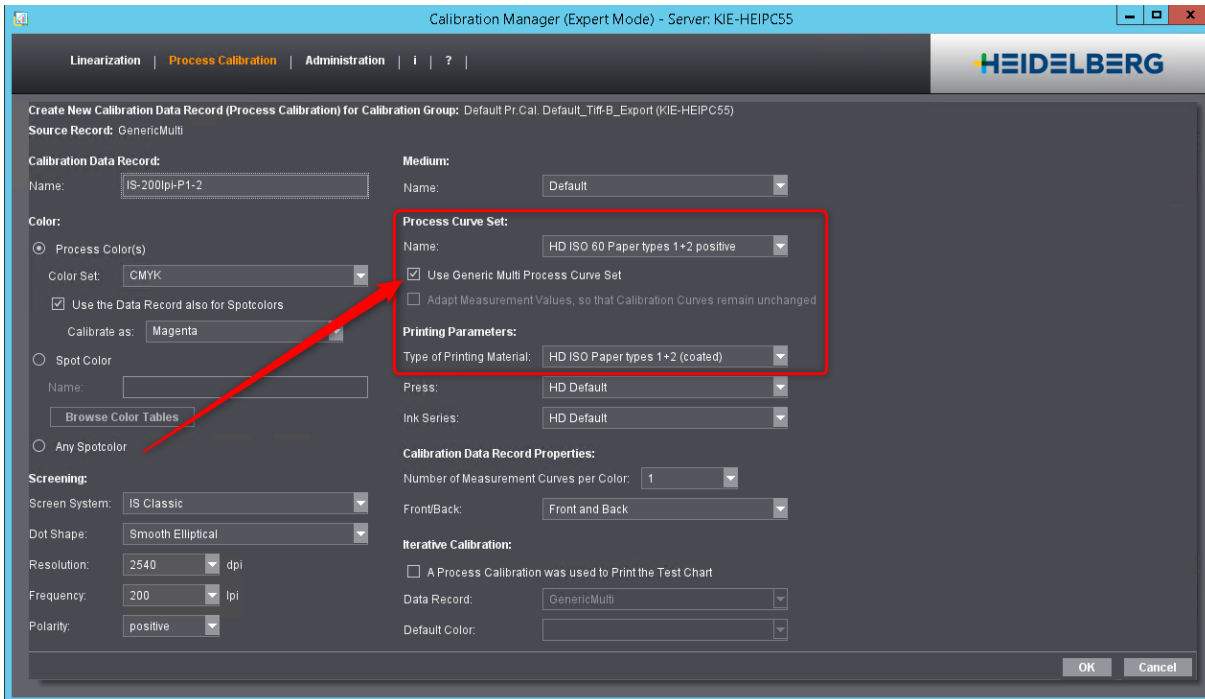 Calibration Manager (Expert Mode) - Server: KIE-HEIPC55
Linearization | Process Calibration | Administration | i | ? |
HEIDELBERG
Create New Calibration Data Record (Process Calibration) for Calibration Group: Default Pr.Cal. Default_Tiff-B_Export (KIE-HEIPC55)
Source Record: GenericMulti
Calibration Data Record:
Name: IS-200lpi-P1-2
Color:
Process Color(s)
Color Set: CMYK
Use the Data Record also for Spotcolors
Calibrate as: Magenta
Spot Color
Name:
Browse Color Tables
Any Spotcolor
Screening:
Screen System: IS Classic
Dot Shape: Smooth Elliptical
Resolution: 2540 dpi
Frequency: 200 lpi
Polarity: positive
Medium:
Name: Default
Process Curve Set:
Name: HD ISO 60 Paper types 1+2 positive
Use Generic Multi Process Curve Set
Adapt Measurement Values, so that Calibration Curves remain unchanged
Printing Parameters:
Type of Printing Material: HD ISO Paper types 1+2 (coated)
Press: HD Default
Ink Series: HD Default
Calibration Data Record Properties:
Number of Measurement Curves per Color: 1
Front/Back: Front and Back
Iterative Calibration:
A Process Calibration was used to Print the Test Chart
Data Record: GenericMulti
Default Color:
OK Cancel